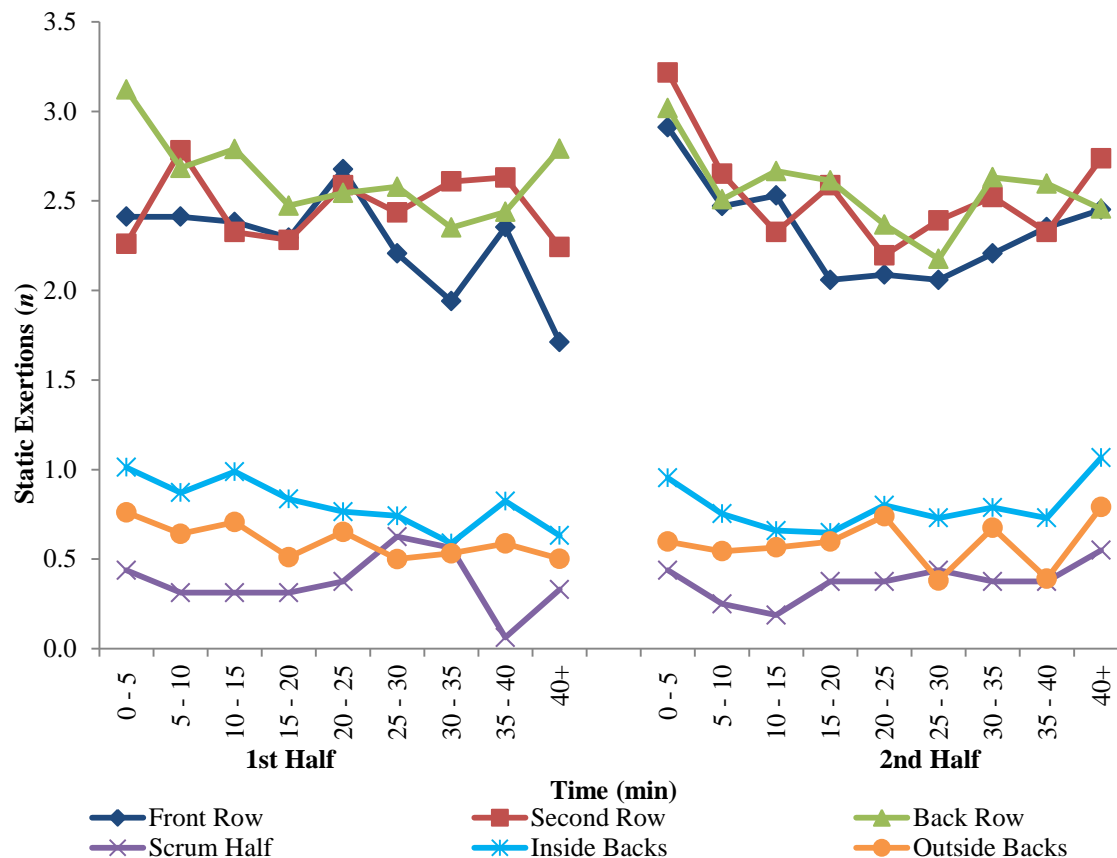 3.5
3.0
2.5
2.0
1.5
1.0
0.5
0.0
Static Exertions (n)
0 - 5
5 - 10
10 - 15
15 - 20
20 - 25
25 - 30
30 - 35
35 - 40
40+
0 - 5
5 - 10
10 - 15
15 - 20
20 - 25
25 - 30
30 - 35
35 - 40
40+
1st Half 2nd Half
Time (min)
Front Row Second Row Back Row
Scrum Half Inside Backs Outside Backs